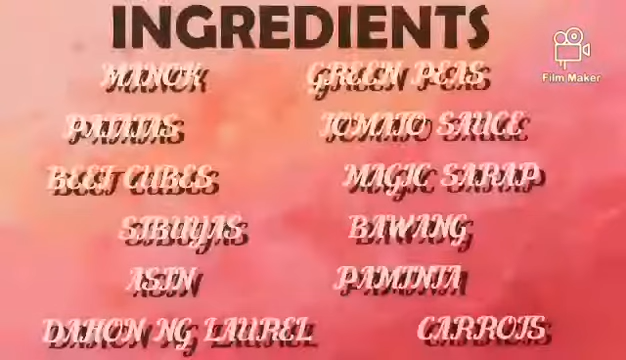 INGREDIENTS
Film Maker
MANOK GREEN PEAS
PATATAS TOMATO SAUCE
BEEF CUBES MAGIC SARAP
SIBUYAS BAWANG
ASIN PAMINTA
DAHON NG LAUREL CARROTS